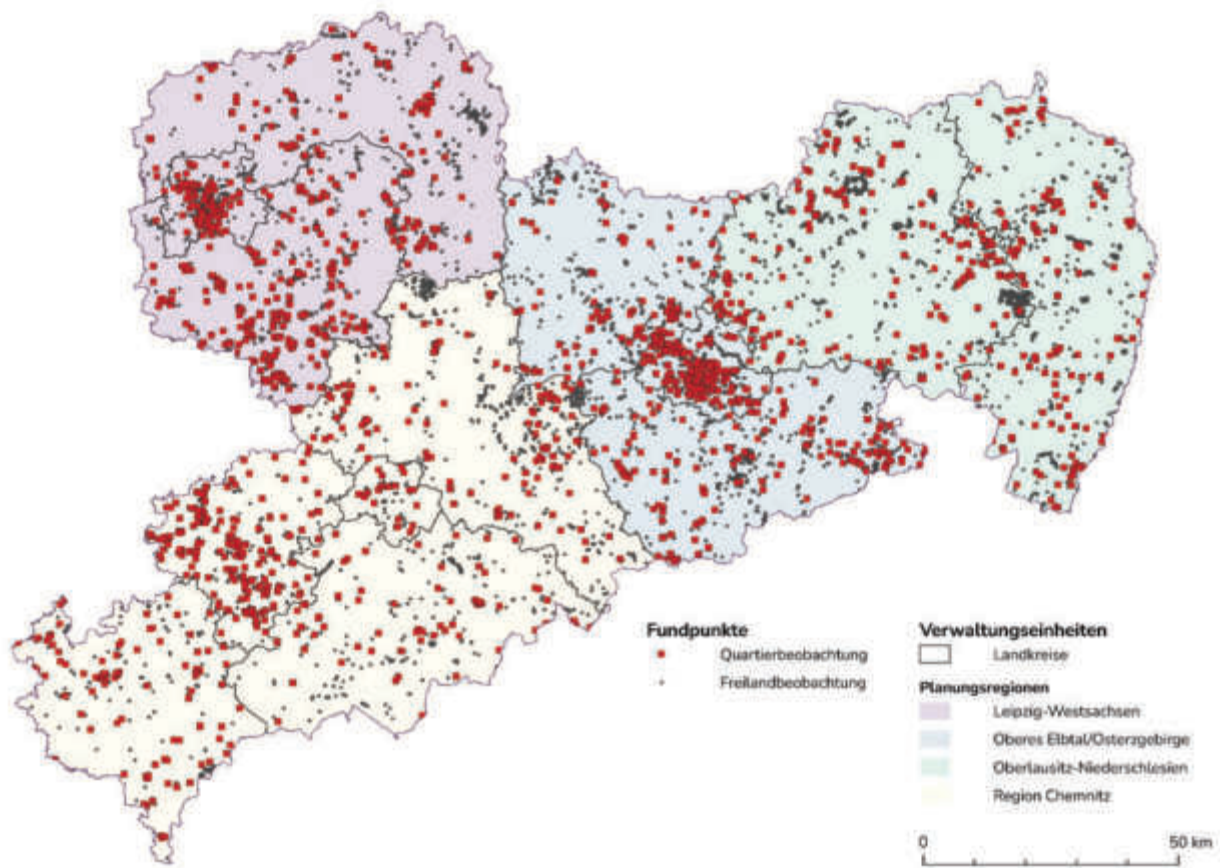 Fundpunkte
Quartierbeobachtung
Freilandbeobachtung
Verwaltungseinheiten
Landkreise
Planungsregionen
Leipzig-Westsachsen
Oberes Elbtal/Osterzgebirge
Oberlausitz-Niederschlesien
Region Chemnitz
0 50 km